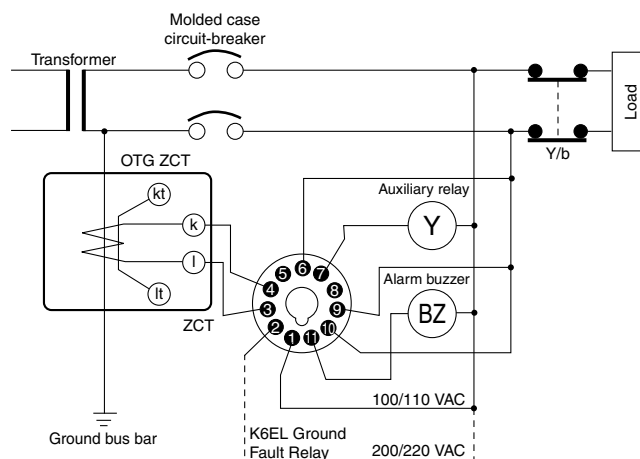 Molded case
circuit-breaker
Transformer
Load
Y/b
OTG ZCT
kt
k
l
lt
ZCT
Auxiliary relay
Y
Alarm buzzer
BZ
6
5
7
4
8
3
9
2
10
1
11
100/110 VAC
Ground bus bar
K6EL Ground
Fault Relay
200/220 VAC